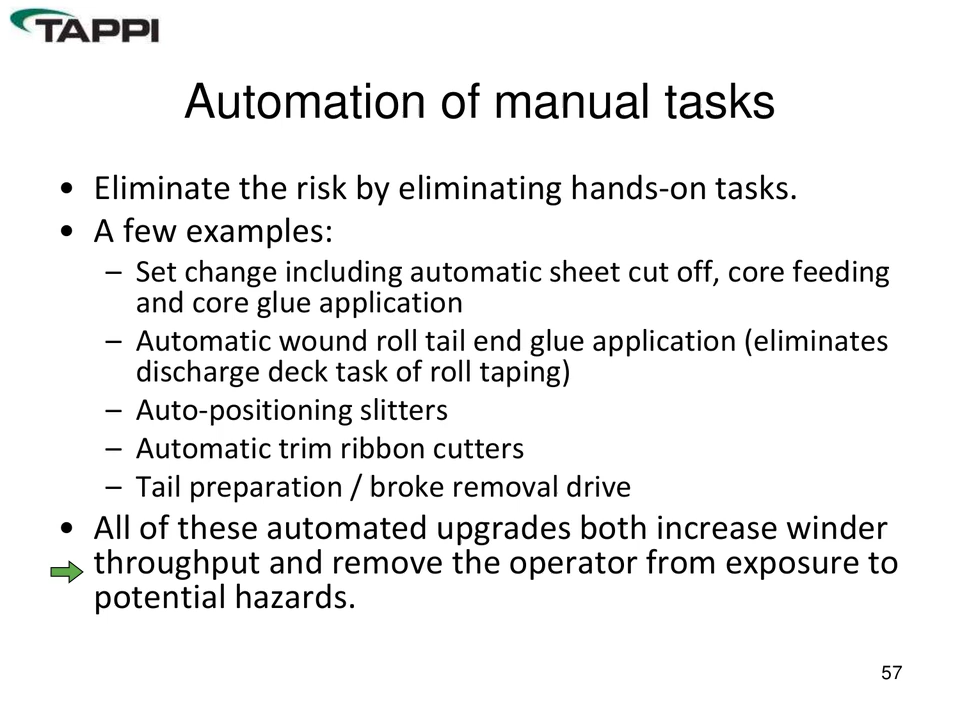 TAPPI
Automation of manual tasks
• Eliminate the risk by eliminating hands-on tasks.
• A few examples:
– Set change including automatic sheet cut off, core feeding
and core glue application
– Automatic wound roll tail end glue application (eliminates
discharge deck task of roll taping)
– Auto-positioning slitters
– Automatic trim ribbon cutters
– Tail preparation / broke removal drive
• All of these automated upgrades both increase winder
throughput and remove the operator from exposure to
potential hazards.
57